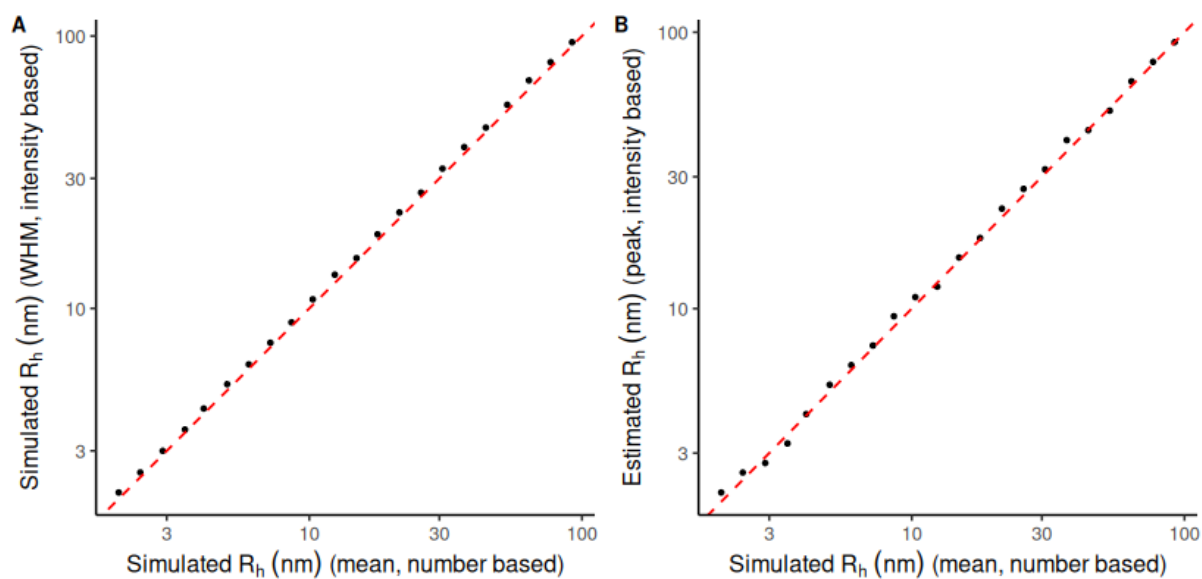 A
Simulated Rₕ (nm) (WHM, intensity based)
100
30
10
3
3
10
30
100
Simulated Rₕ (nm) (mean, number based)
B
Estimated Rₕ (nm) (peak, intensity based)
100
30
10
3
3
10
30
100
Simulated Rₕ (nm) (mean, number based)